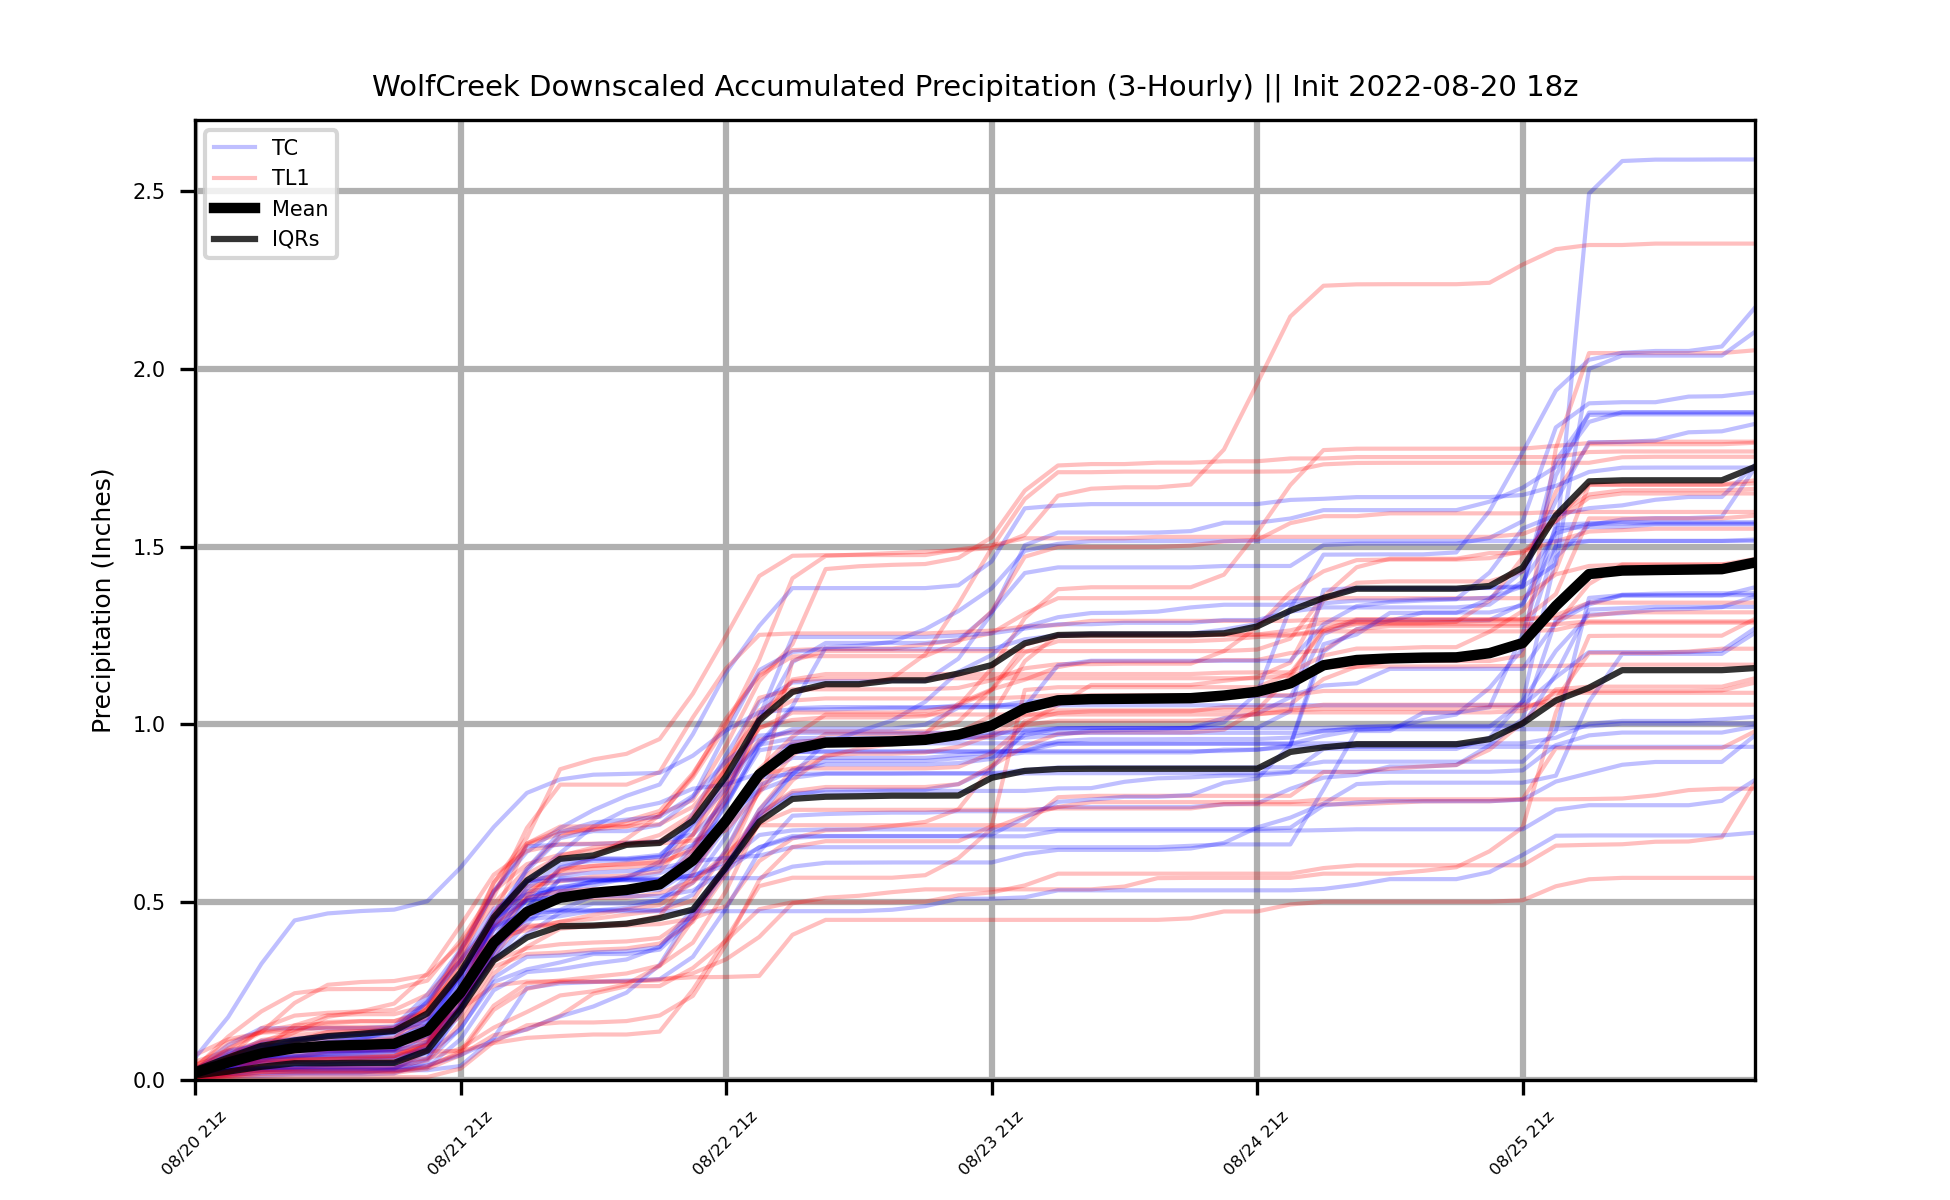 WolfCreek Downscaled Accumulated Precipitation (3-Hourly) || Init 2022-08-20 18z
TC
TL1
Mean
IQRs
Precipitation (Inches)
2.5
2.0
1.5
1.0
0.5
0.0
08/20 21z
08/21 21z
08/22 21z
08/23 21z
08/24 21z
08/25 21z